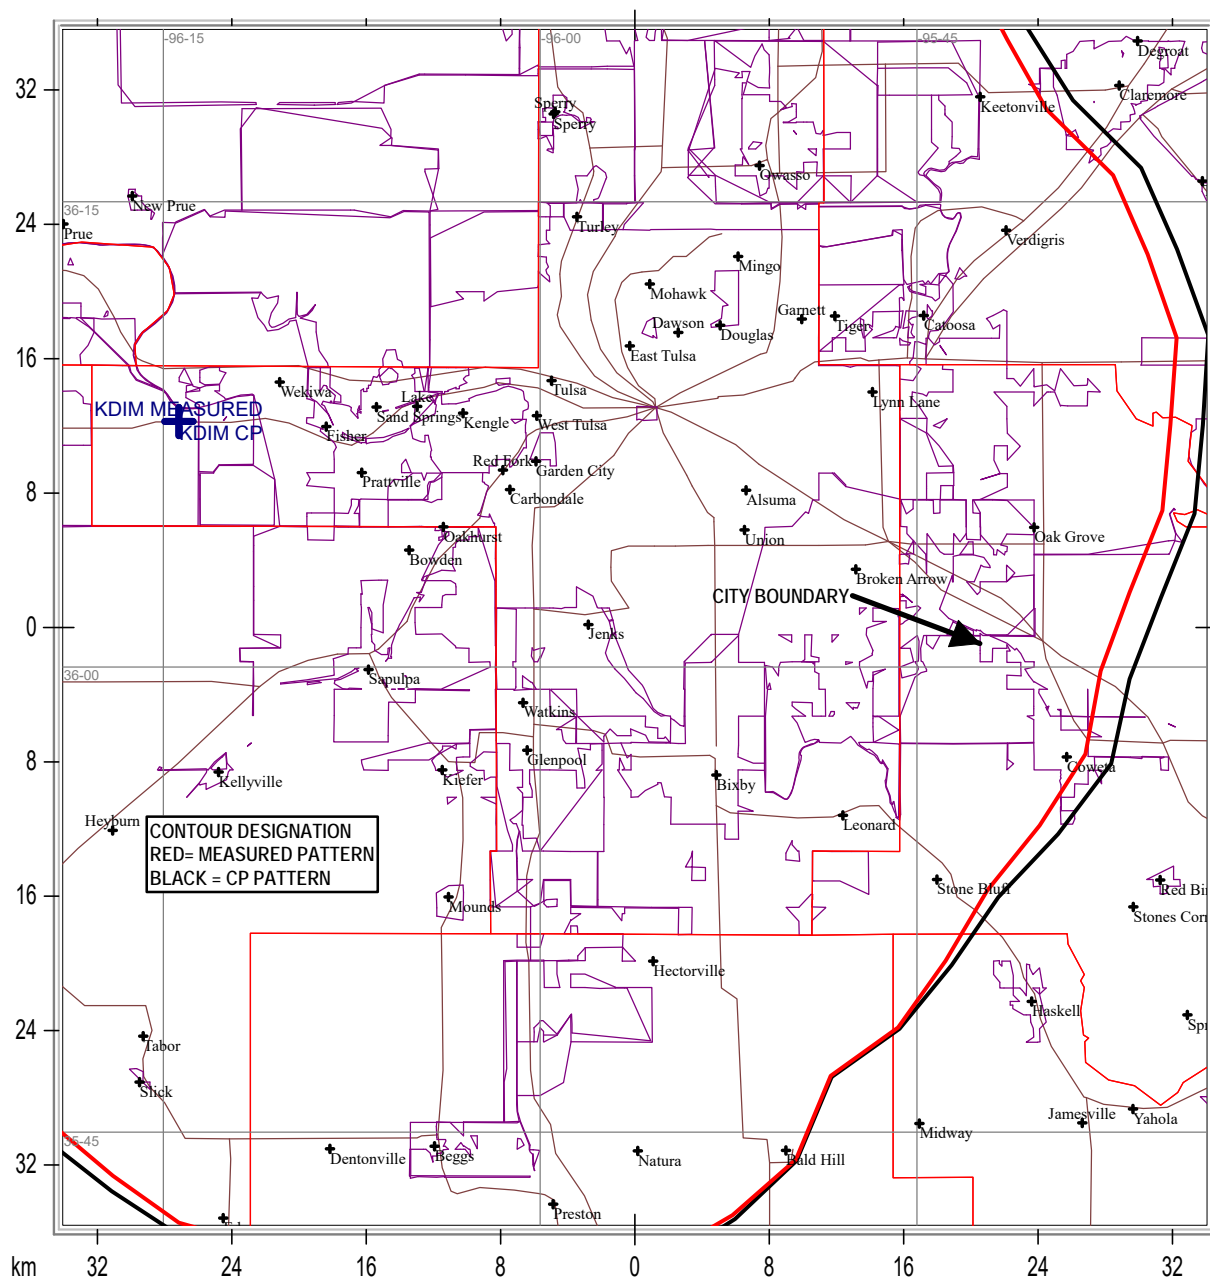 -96-15
-96-00
-95-45
Degroat
32
Claremore
Keetonville
Sperry
Sperry
Owasso
New Prue
36-15
24
Prue
Turley
Verdigris
Mingo
Mohawk
Garnett
Dawson
Douglas
Tiger
Catoosa
East Tulsa
16
Tulsa
Wekiwa
Lake
Lynn Lane
KDIM MEASURED
Sand Springs
Kengle
West Tulsa
KDIM CP
Fisher
Red Fork
Garden City
Prattville
8
Carbondale
Alsuma
Oakhurst
Union
Oak Grove
Bowden
Broken Arrow
CITY BOUNDARY
0
Jenks
36-00
Sapulpa
Watkins
Glenpool
8
Kellyville
Kiefer
Bixby
Coweta
Heyburn
Leonard
CONTOUR DESIGNATION
RED= MEASURED PATTERN
BLACK = CP PATTERN
Stone Bluff
Red Bir
16
Mounds
Stones Corn
Hectorville
Haskell
24
Spr
Tabor
Slick
Jamesville
Yahola
35-45
Midway
32
Dentonville
Beggs
Natura
Bald Hill
Preston
km 32 24 16 8 0 8 16 24 32